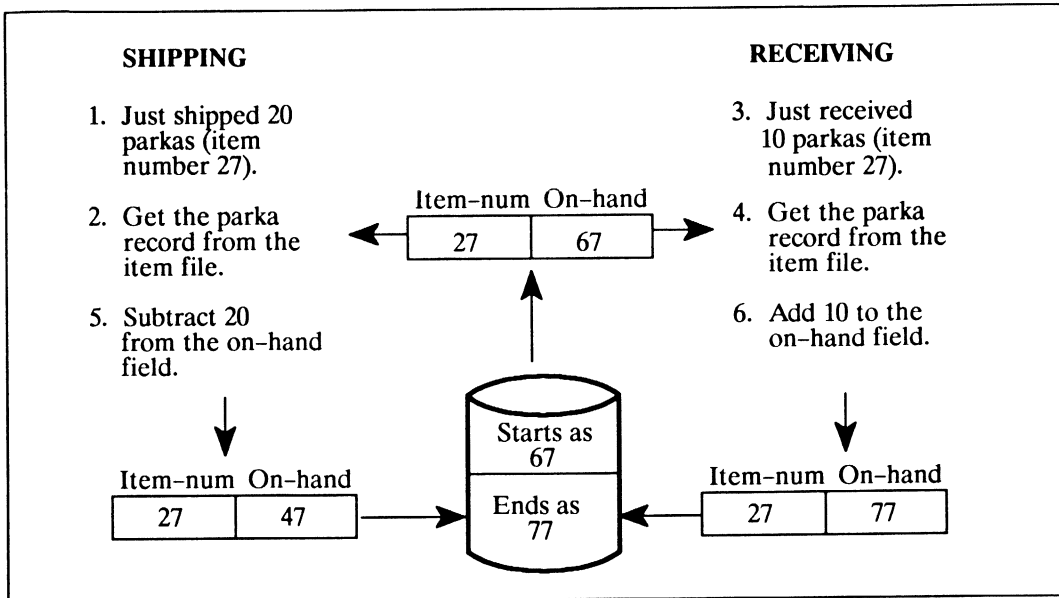 SHIPPING
1. Just shipped 20
parkas (item
number 27).
2. Get the parka
record from the
item file.
5. Subtract 20
from the on-hand
field.
Item-num On-hand
27 47
Item-num On-hand
27 67
Starts as
67
Ends as
77
RECEIVING
3. Just received
10 parkas (item
number 27).
4. Get the parka
record from the
item file.
6. Add 10 to the
on-hand field.
Item-num On-hand
27 77